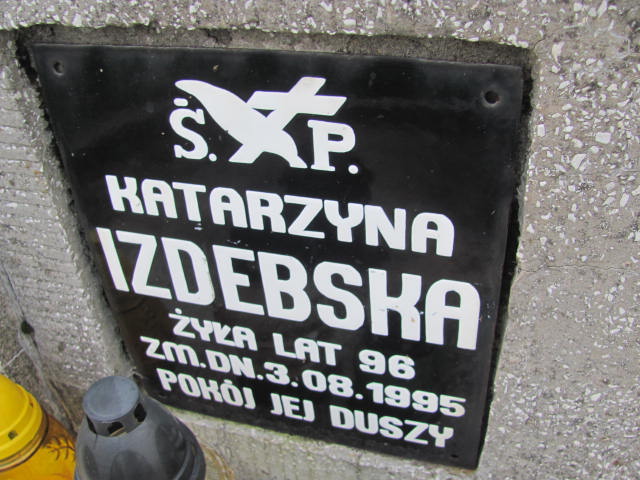 Ś. P.
KATARZYNA
IZDEBSKA
ŻYŁA LAT 96
ZM.DN.3.08.1995
POKÓJ JEJ DUSZY